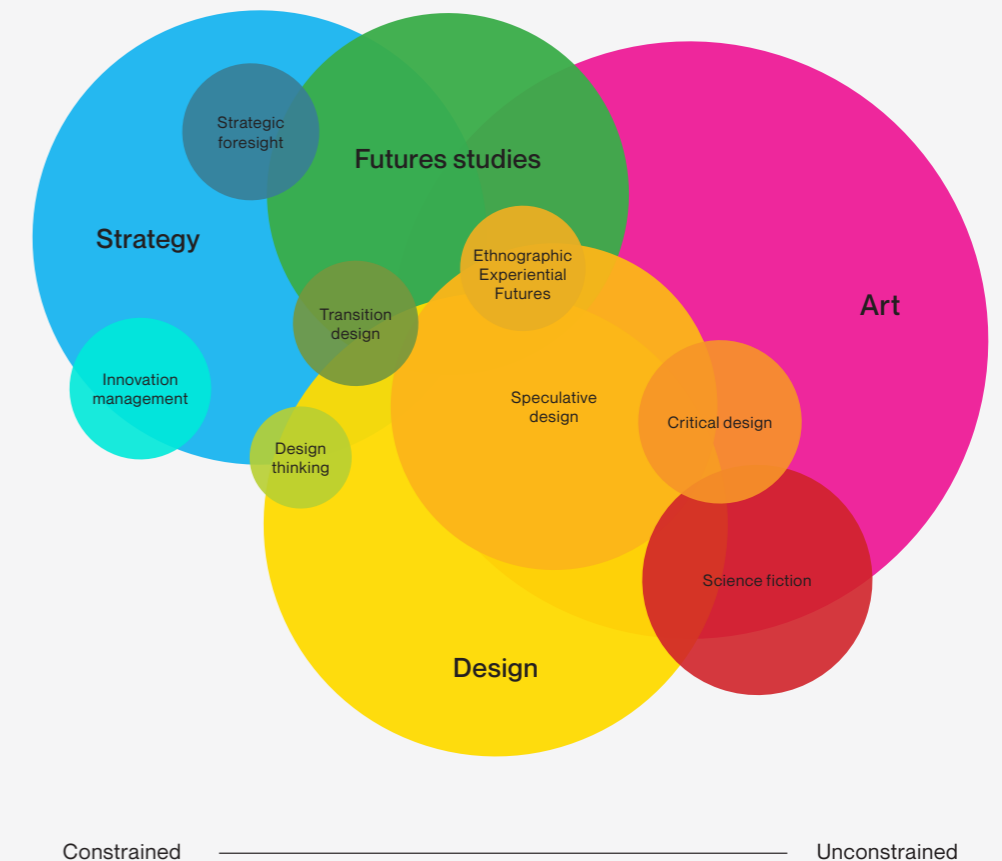 Strategic
foresight
Futures studies
Strategy
Ethnographic
Experiential
Futures
Art
Transition
design
Innovation
management
Speculative
design
Critical design
Design
thinking
Science fiction
Design
Constrained
Unconstrained